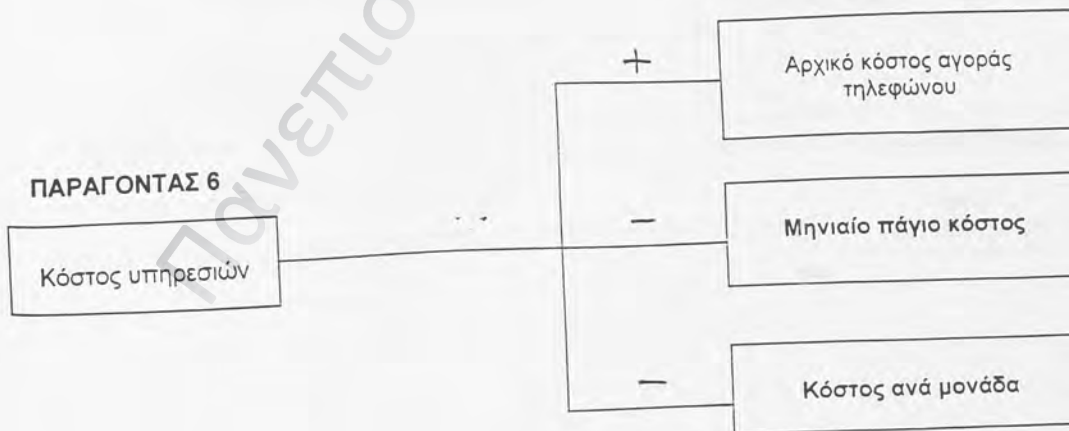 +
Αρχικό κόστος αγοράς
τηλεφώνου
ΠΑΡΑΓΟΝΤΑΣ 6
Κόστος υπηρεσιών
−
Μηνιαίο πάγιο κόστος
−
Κόστος ανά μονάδα